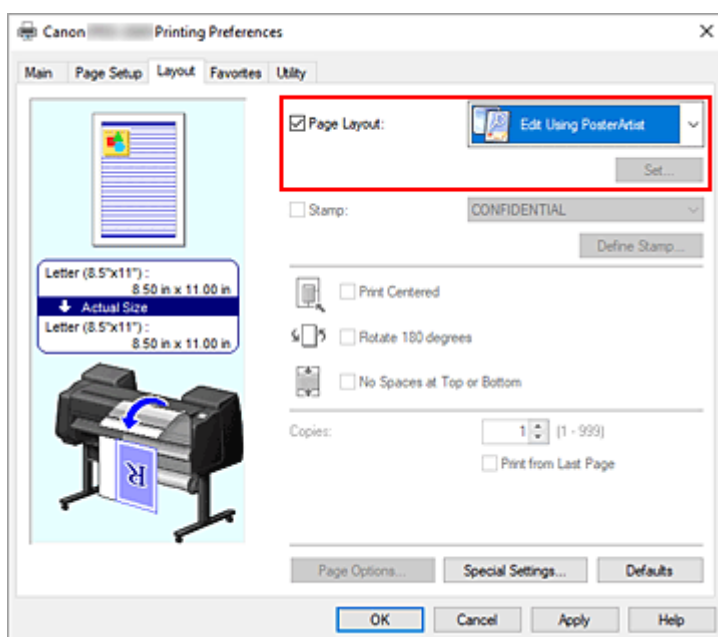 Canon Printing Preferences
Main Page Setup Layout Favorites Utility
Page Layout: Edit Using PosterArtist
Set...
Stamp: CONFIDENTIAL
Define Stamp...
Letter (8.5"x11") :
8.50 in x 11.00 in
Actual Size
Letter (8.5"x11") :
8.50 in x 11.00 in
Print Centered
Rotate 180 degrees
No Spaces at Top or Bottom
Copies: 1 (1 - 999)
Print from Last Page
R
Page Options... Special Settings... Defaults
OK Cancel Apply Help